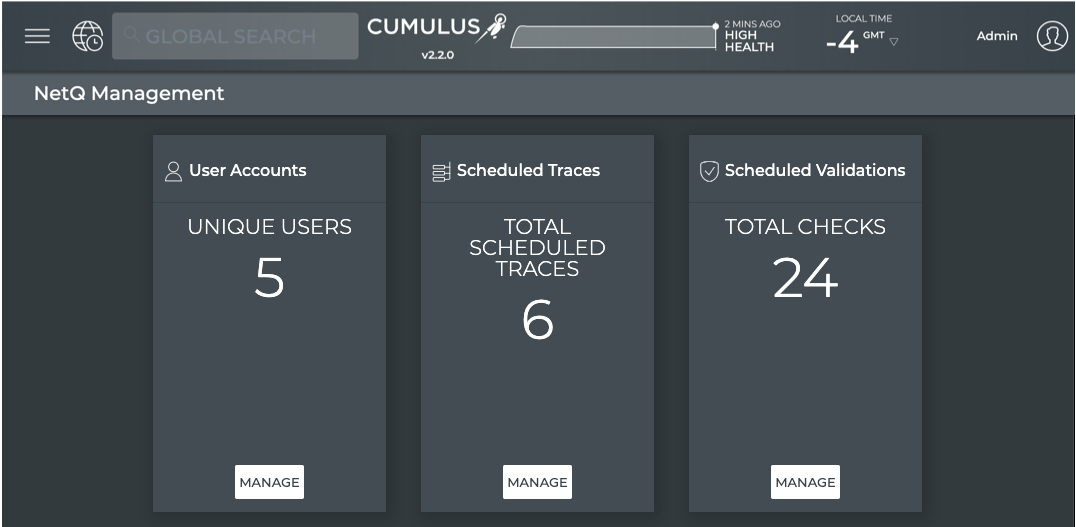 GLOBAL SEARCH
CUMULUS
v2.2.0
2 MINS AGO
HIGH
HEALTH
LOCAL TIME
-4 GMT
Admin
NetQ Management
User Accounts
UNIQUE USERS
5
MANAGE
Scheduled Traces
TOTAL
SCHEDULED
TRACES
6
MANAGE
Scheduled Validations
TOTAL CHECKS
24
MANAGE